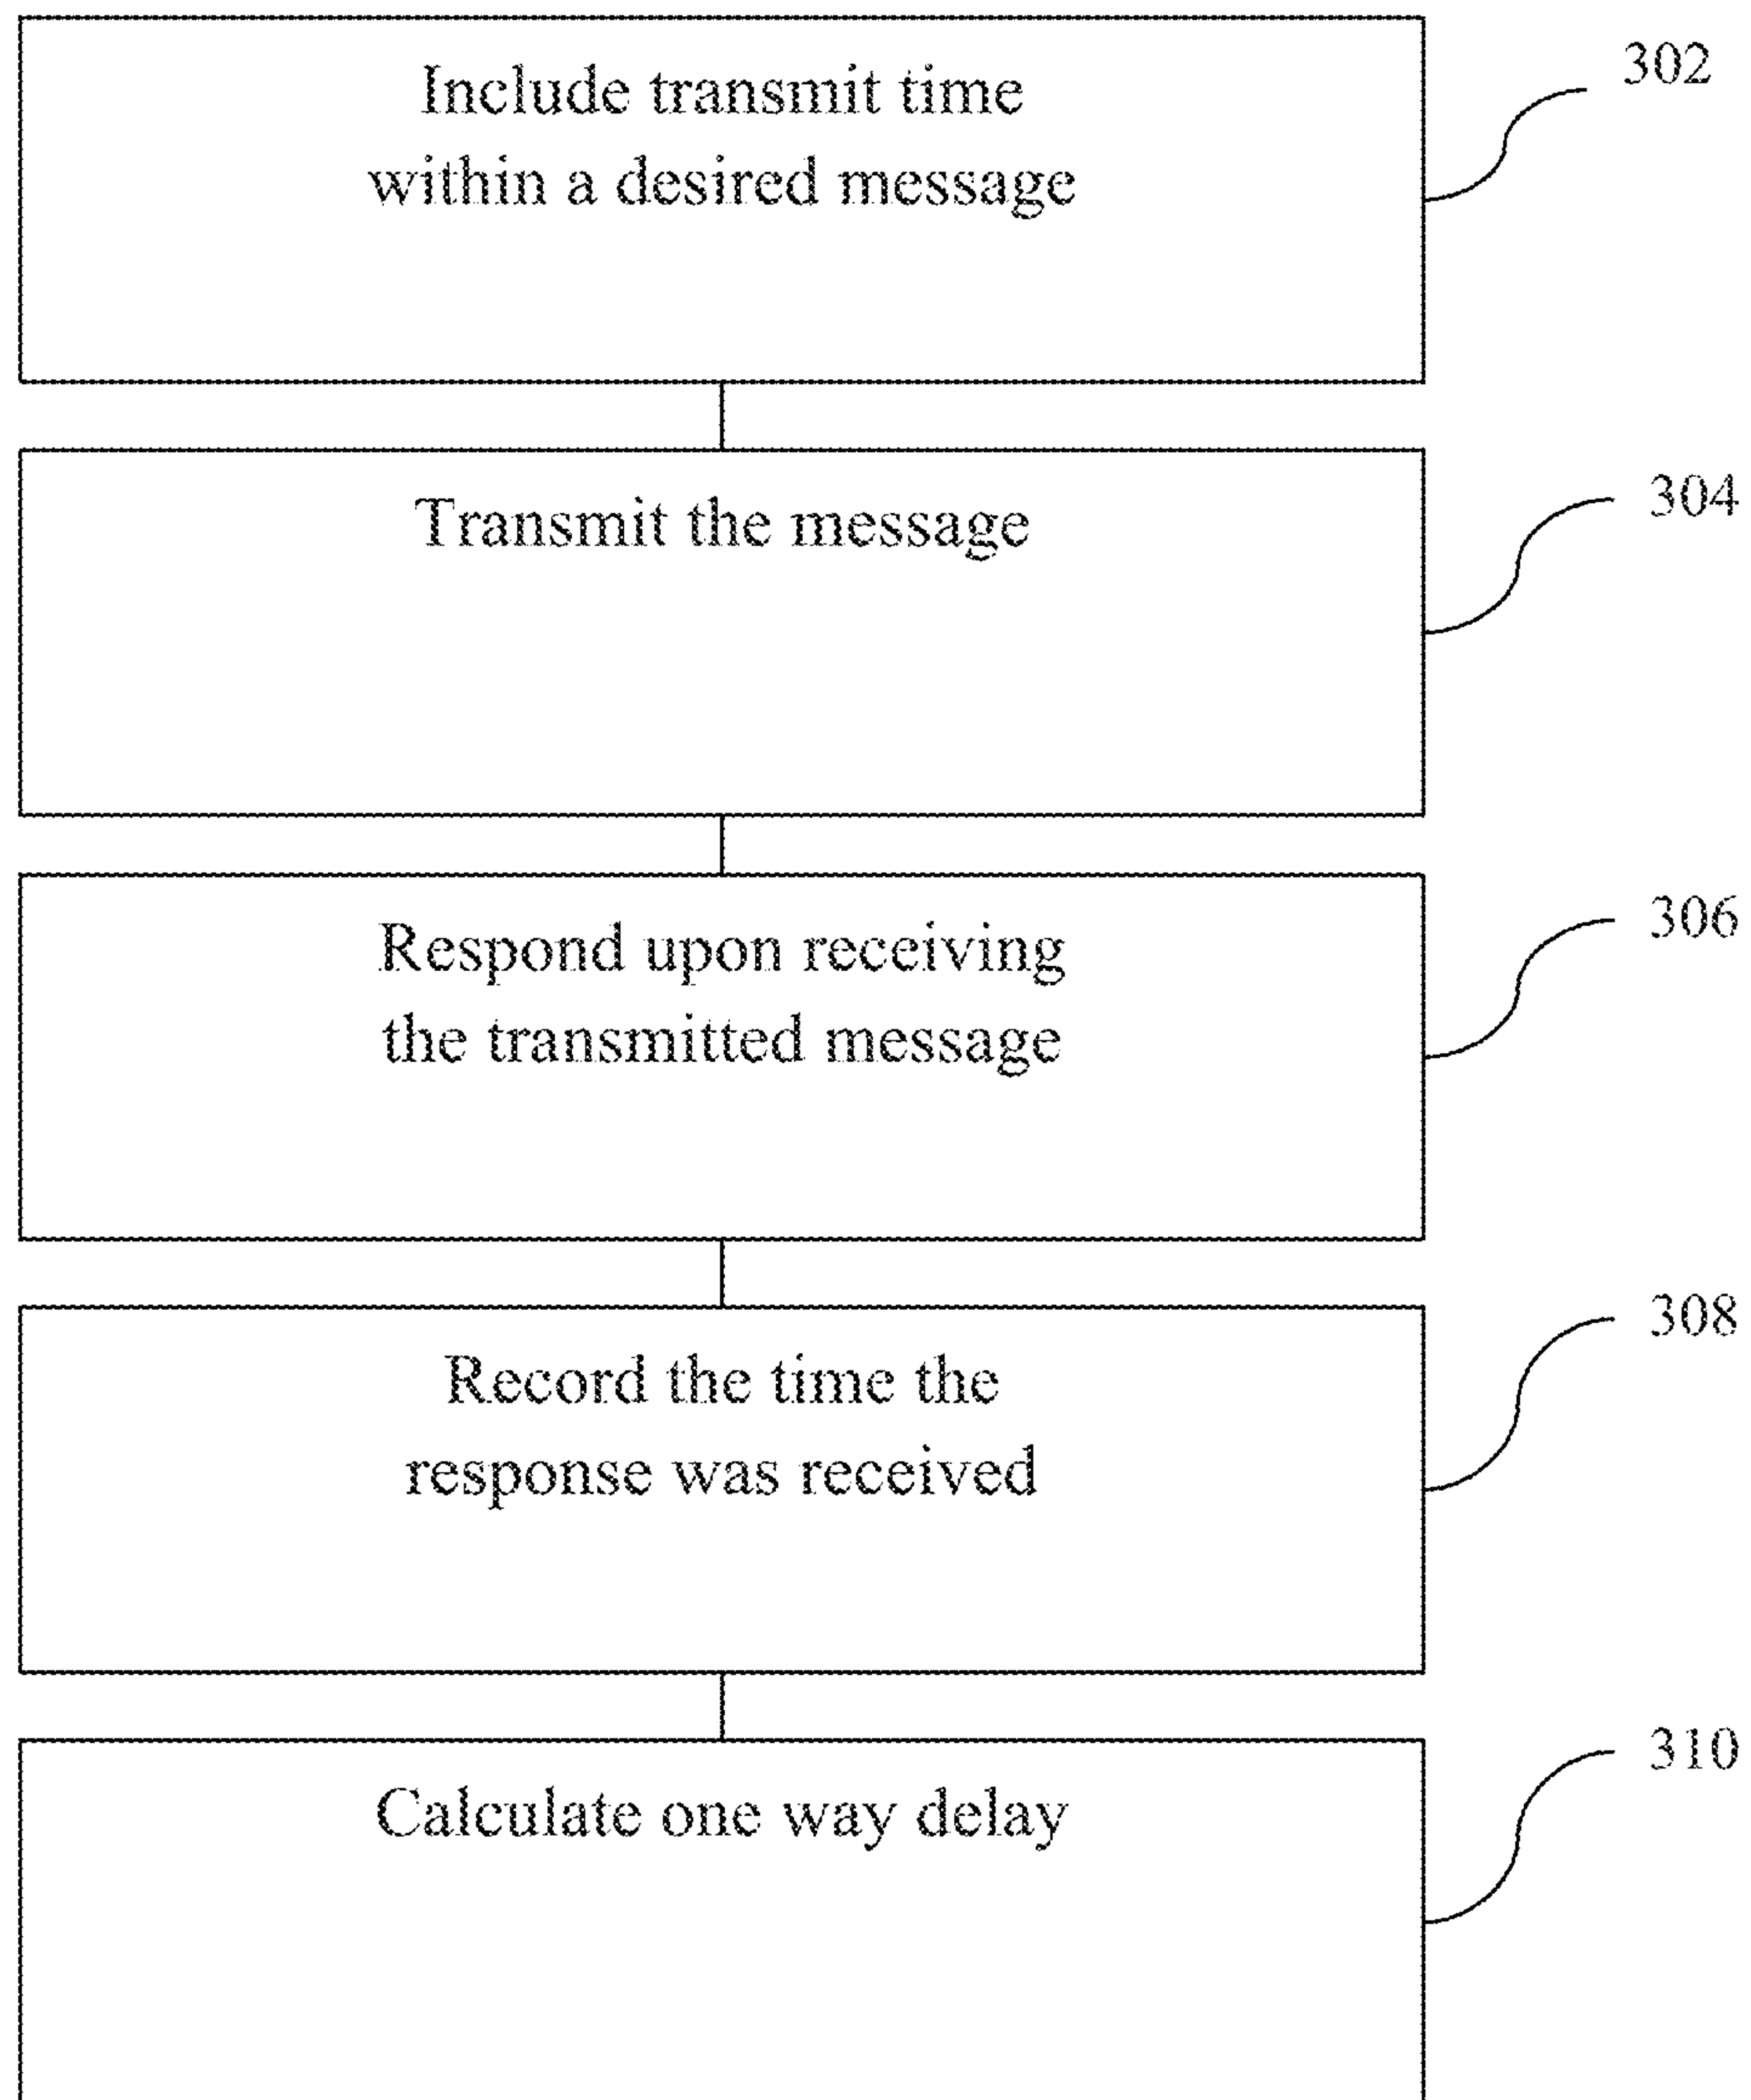 Include transmit time
within a desired message
302
Transmit the message
304
Respond upon receiving
the transmitted message
306
Record the time the
response was received
308
Calculate one way delay
310